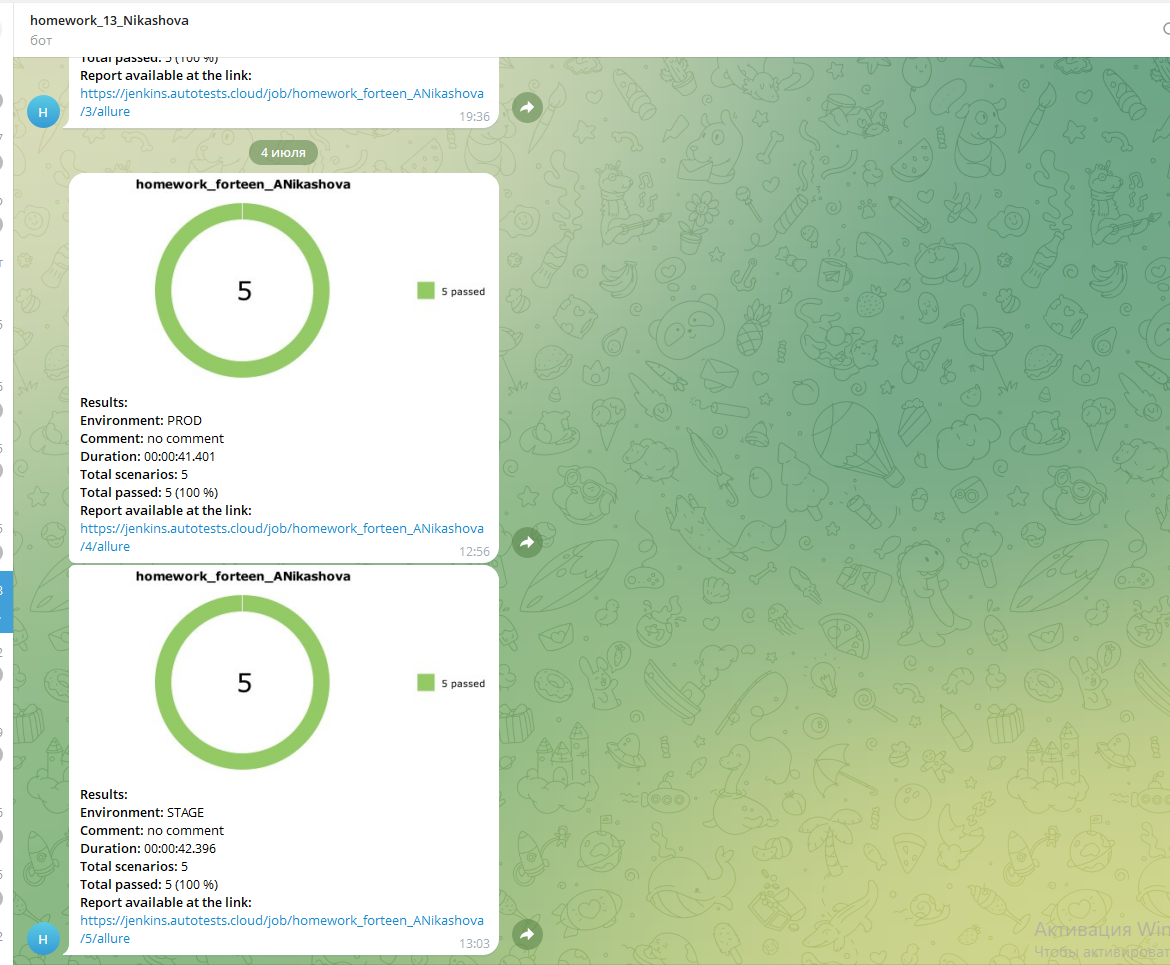 homework_13_Nikashova
бот
Total passed: 5 (100 %)
Report available at the link:
https://jenkins.autotests.cloud/job/homework_forteen_ANikashova
/3/allure
19:36
Н
4 июля
homework_forteen_ANikashova
5
5 passed
Results:
Environment: PROD
Comment: no comment
Duration: 00:00:41.401
Total scenarios: 5
Total passed: 5 (100 %)
Report available at the link:
https://jenkins.autotests.cloud/job/homework_forteen_ANikashova
/4/allure
12:56
homework_forteen_ANikashova
5
5 passed
Results:
Environment: STAGE
Comment: no comment
Duration: 00:00:42.396
Total scenarios: 5
Total passed: 5 (100 %)
Report available at the link:
https://jenkins.autotests.cloud/job/homework_forteen_ANikashova
/5/allure
13:03
Н
Активация Win
Чтобы активироват